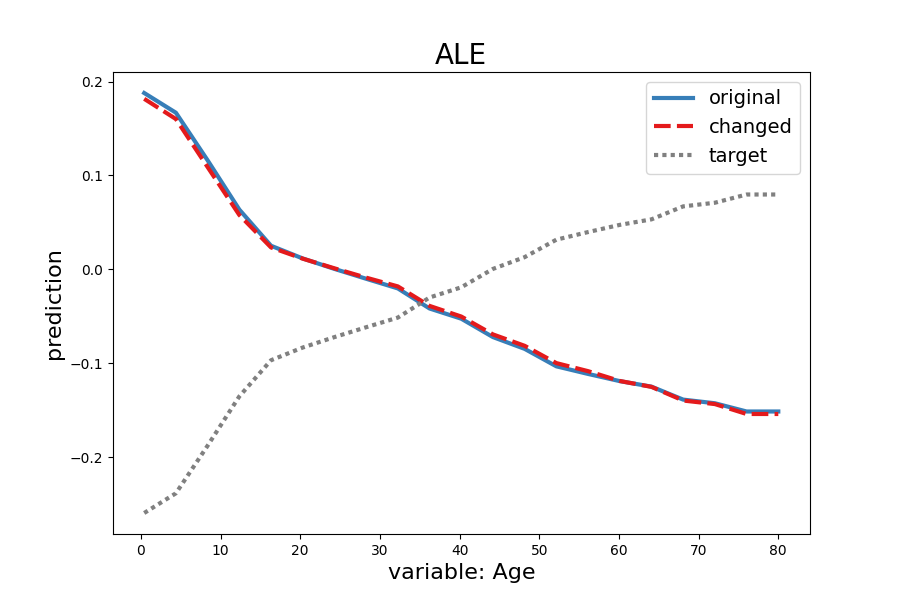 ALE
original
changed
target
prediction
0.2
0.1
0.0
−0.1
−0.2
0 10 20 30 40 50 60 70 80
variable: Age